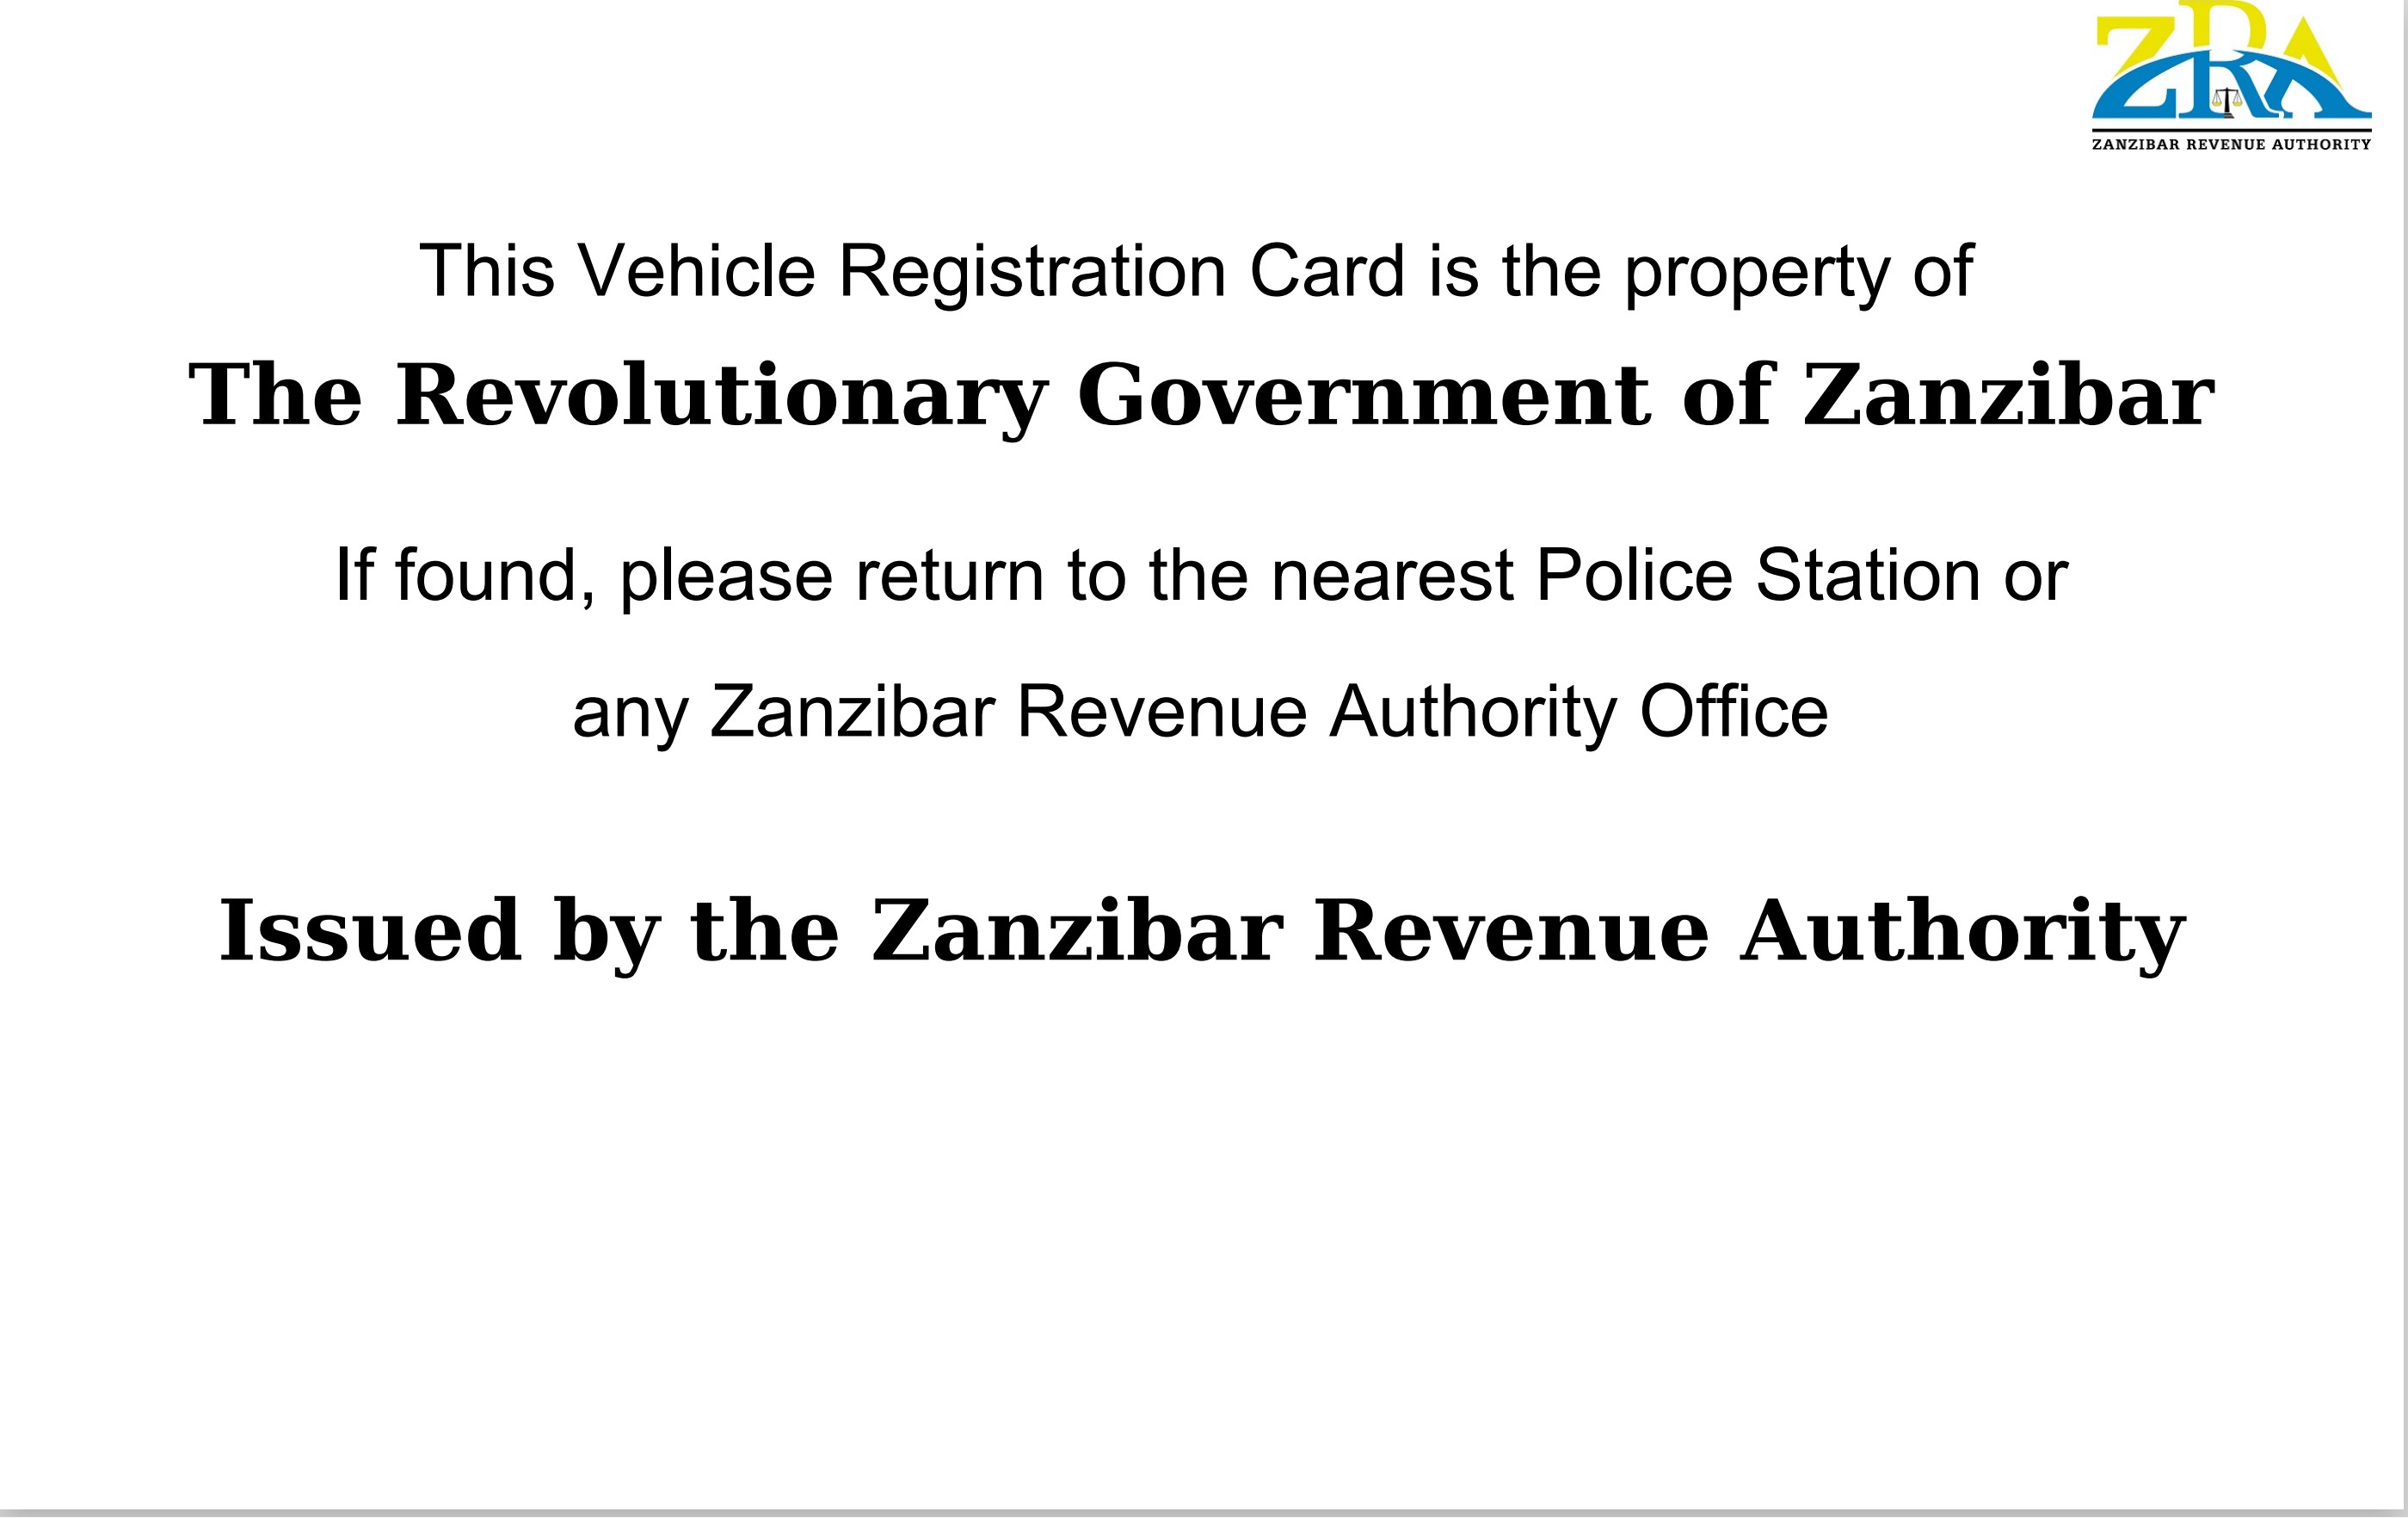 ZRA
ZANZIBAR REVENUE AUTHORITY
This Vehicle Registration Card is the property of
The Revolutionary Government of Zanzibar
If found, please return to the nearest Police Station or
any Zanzibar Revenue Authority Office
Issued by the Zanzibar Revenue Authority